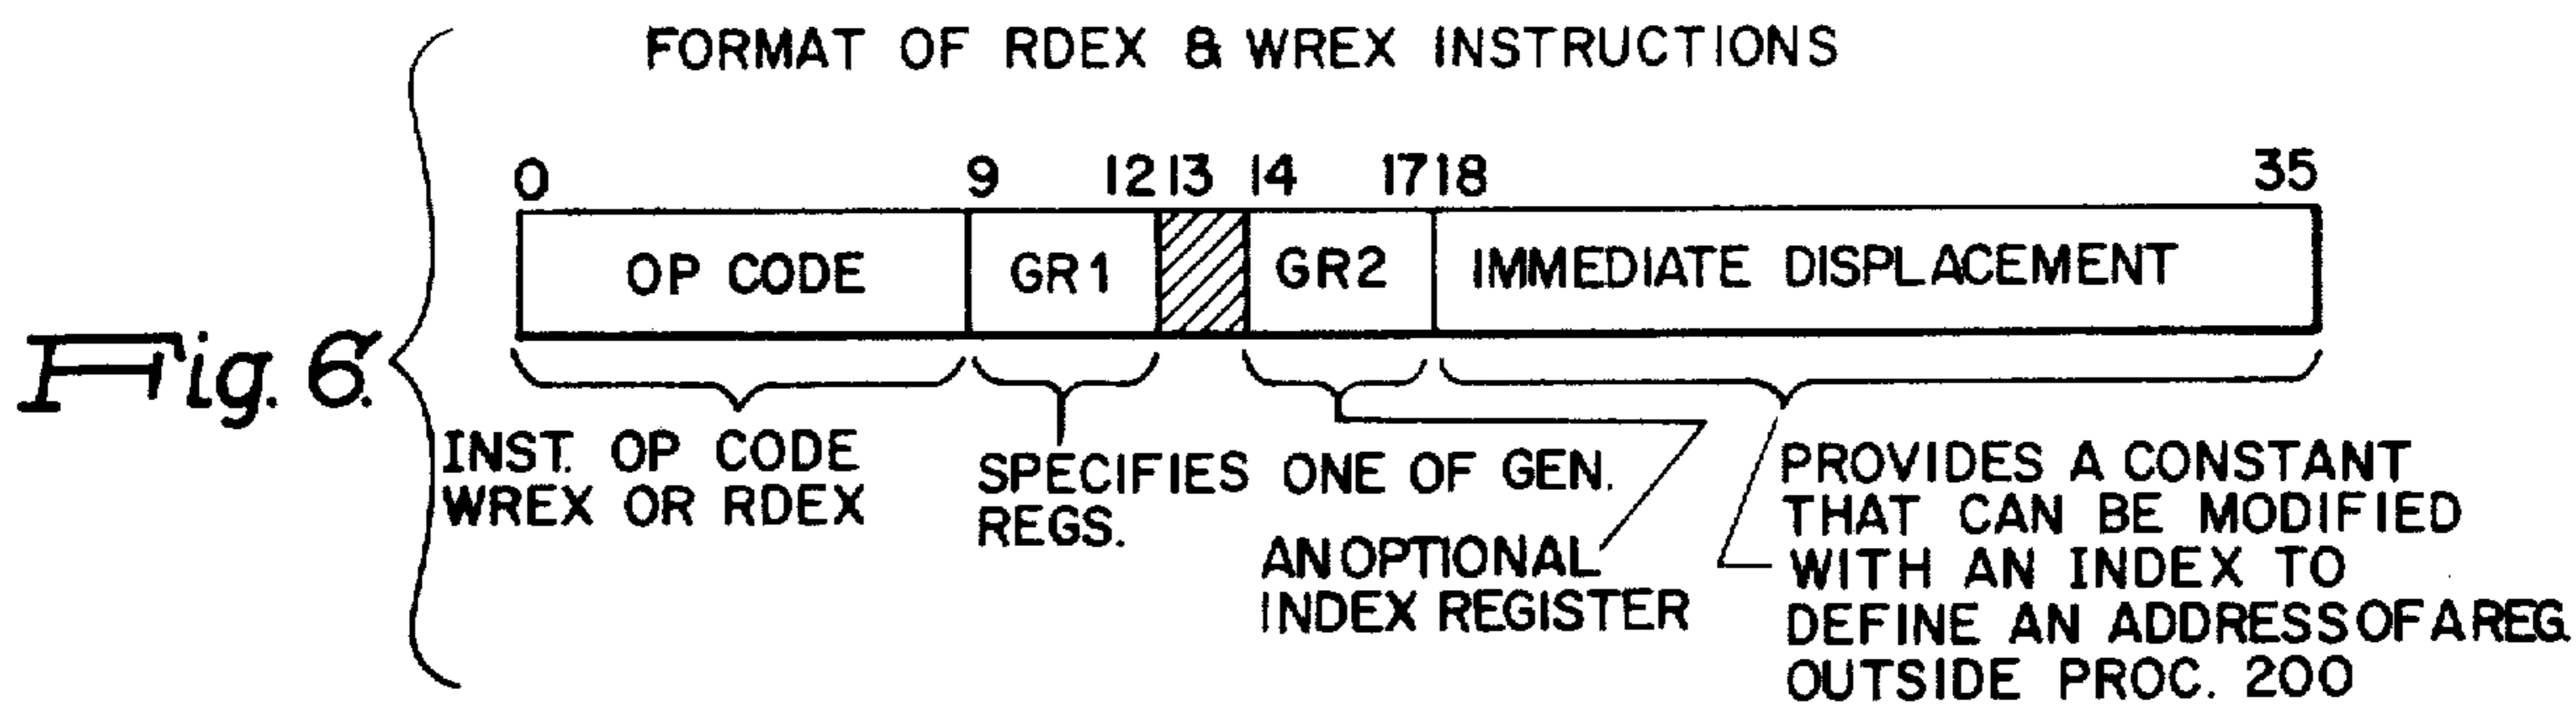 FORMAT OF RDEX & WREX INSTRUCTIONS
0 9 12 13 14 17 18 35
OP CODE GR1 GR2 IMMEDIATE DISPLACEMENT
Fig. 6.
INST. OP CODE
WREX OR RDEX
SPECIFIES ONE OF GEN.
REGS.
AN OPTIONAL
INDEX REGISTER
PROVIDES A CONSTANT
THAT CAN BE MODIFIED
WITH AN INDEX TO
DEFINE AN ADDRESS OF A REG.
OUTSIDE PROC. 200